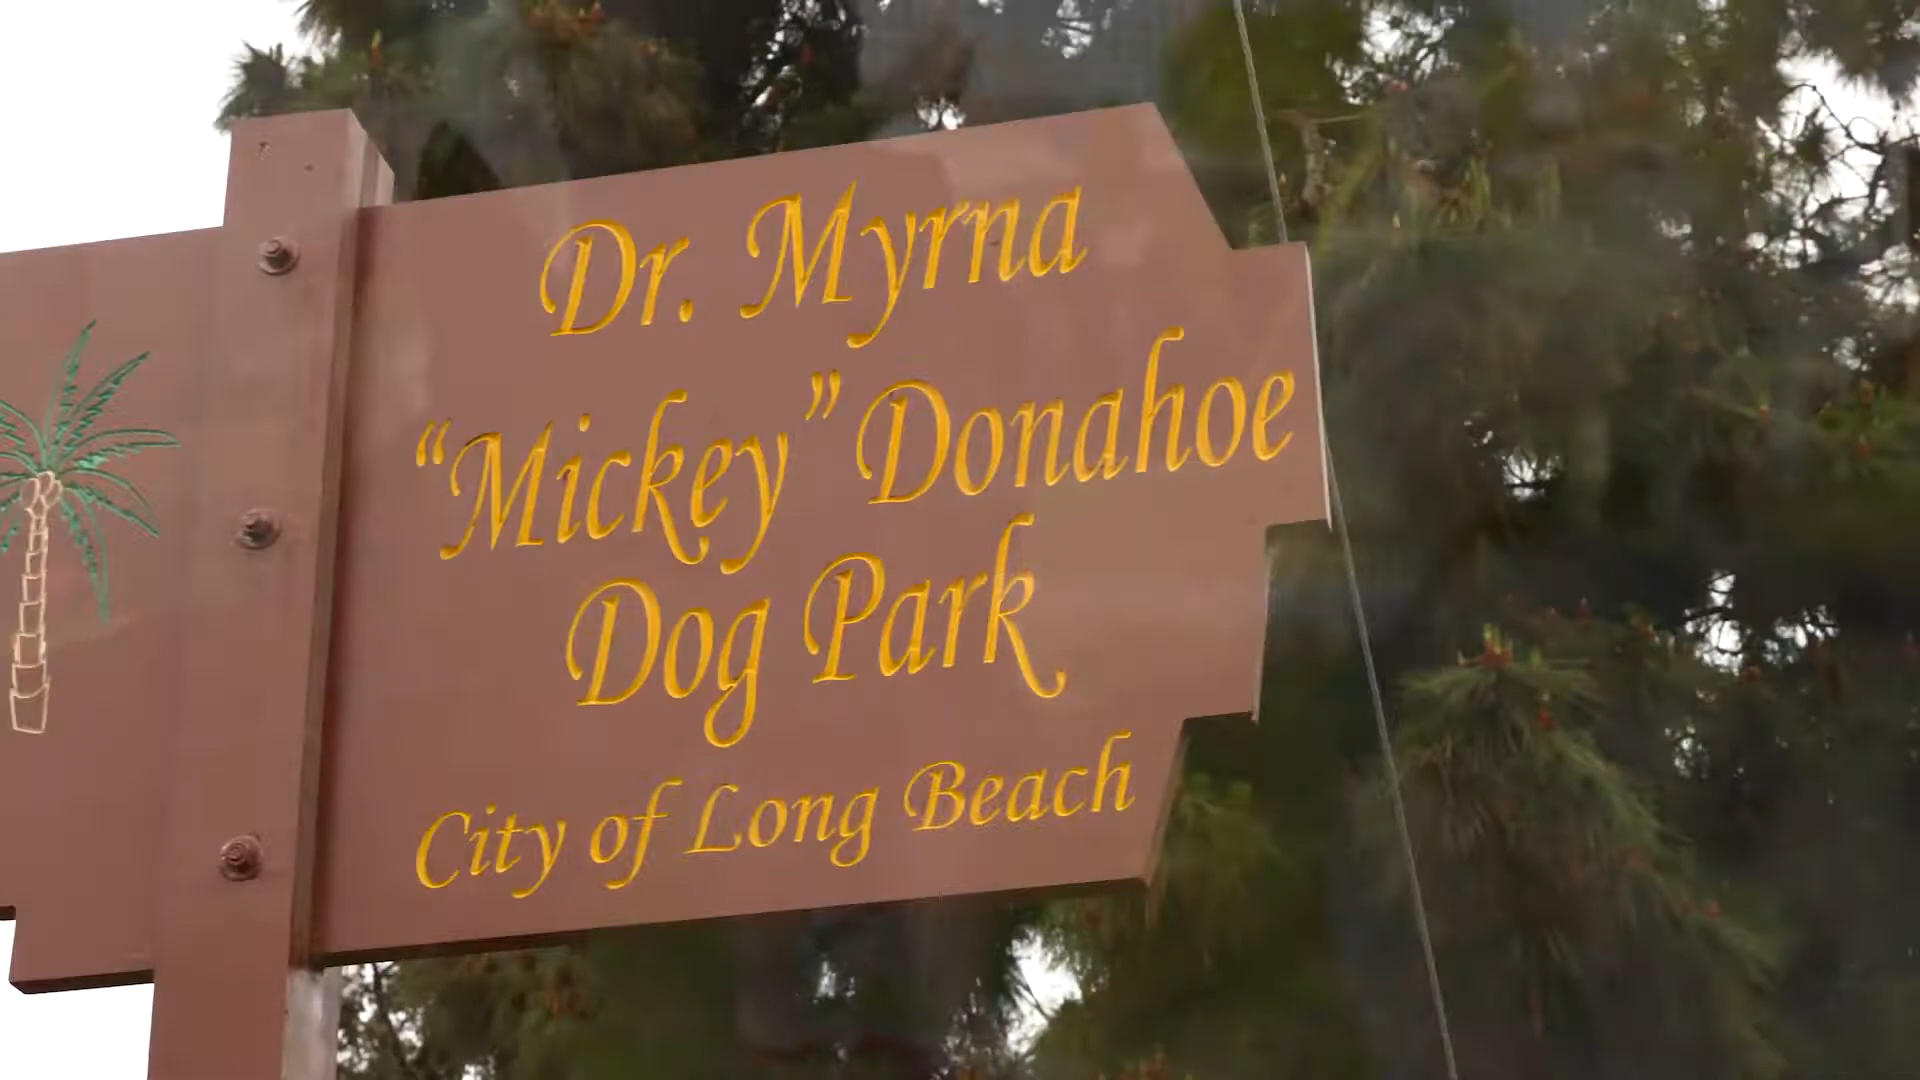 Dr. Myrna
“Mickey” Donahoe
Dog Park
City of Long Beach